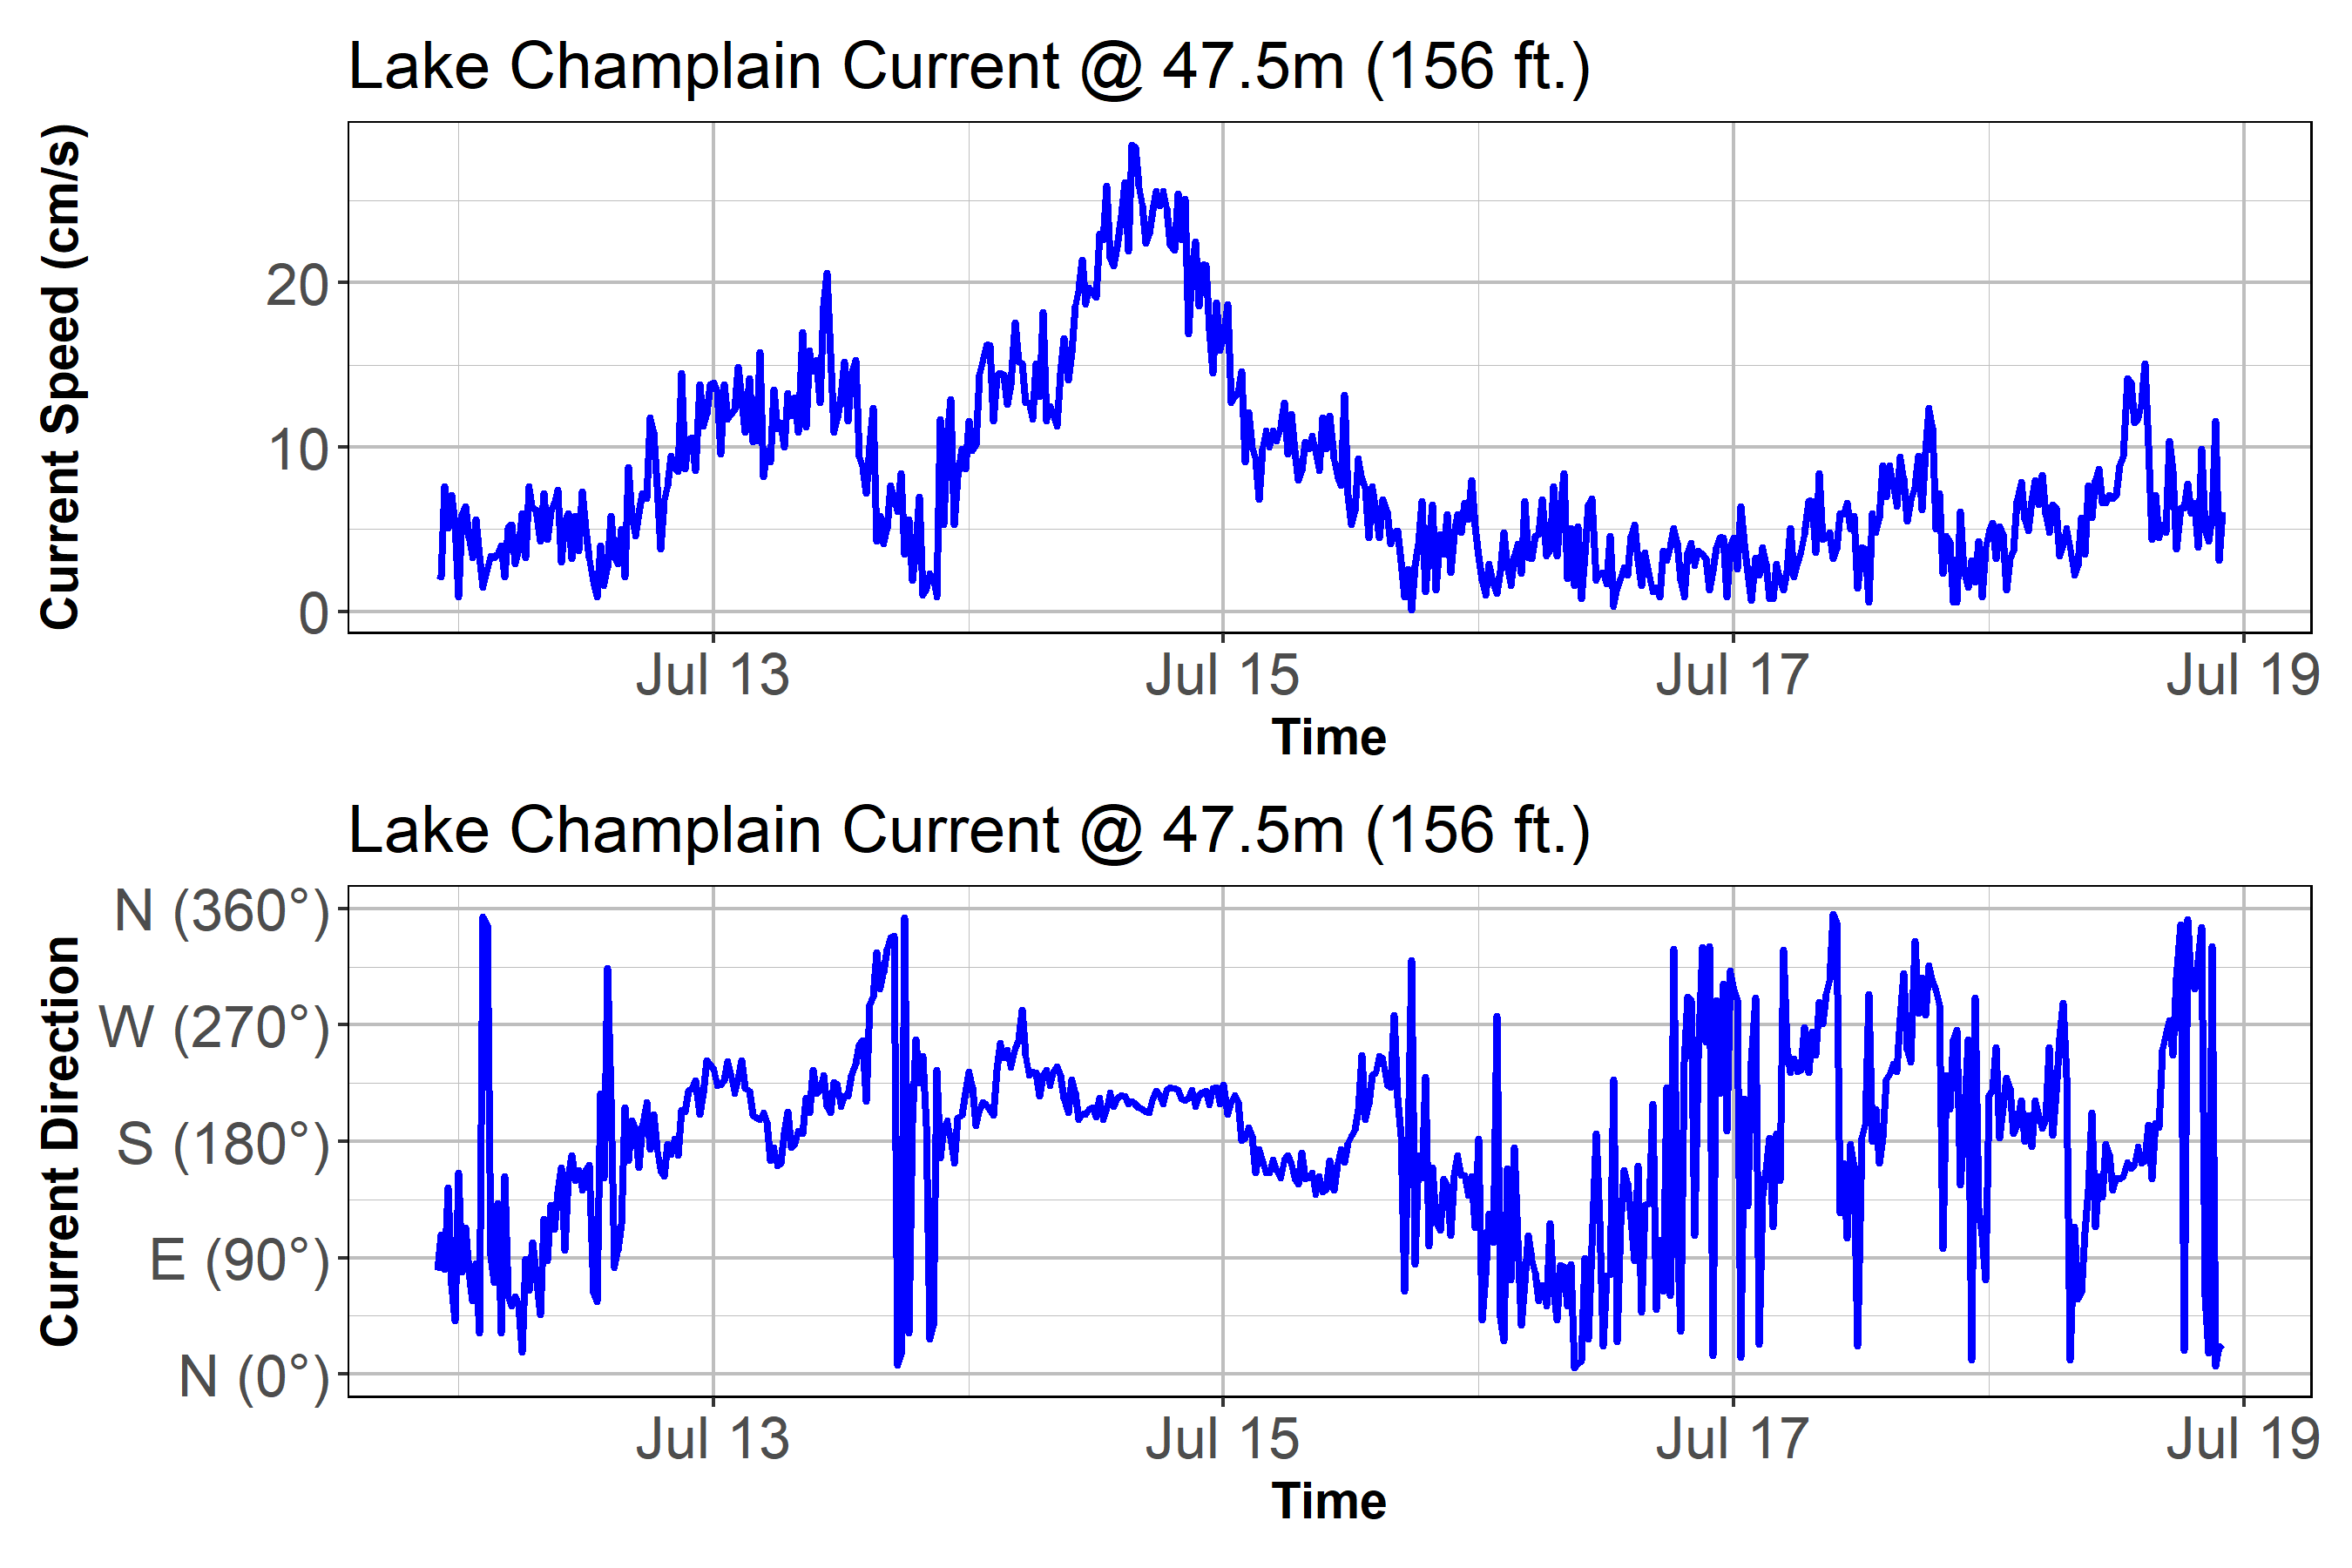 Lake Champlain Current @ 47.5m (156 ft.)
Current Speed (cm/s)
20
10
0
Jul 13 Jul 15 Jul 17 Jul 19
Time
Lake Champlain Current @ 47.5m (156 ft.)
Current Direction
N (360°)
W (270°)
S (180°)
E (90°)
N (0°)
Jul 13 Jul 15 Jul 17 Jul 19
Time